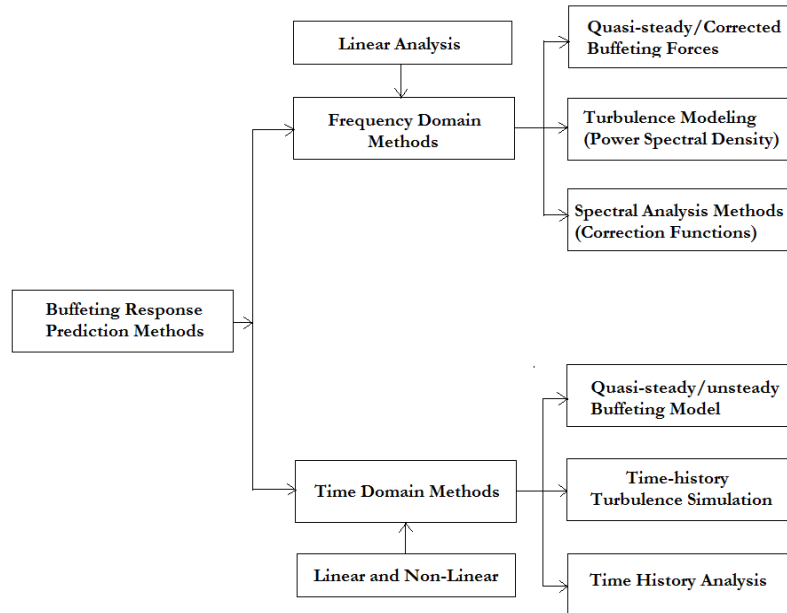 Linear Analysis
Quasi-steady/Corrected
Buffeting Forces
Frequency Domain
Methods
Turbulence Modeling
(Power Spectral Density)
Spectral Analysis Methods
(Correction Functions)
Buffeting Response
Prediction Methods
Quasi-steady/unsteady
Buffeting Model
Time Domain Methods
Time-history
Turbulence Simulation
Linear and Non-Linear
Time History Analysis